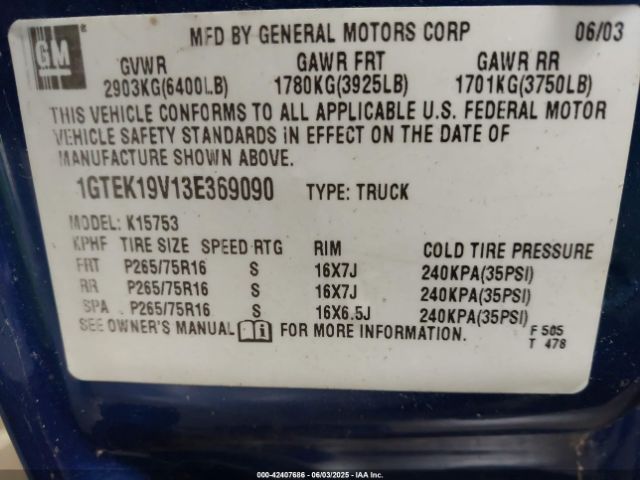 GM
MFD BY GENERAL MOTORS CORP 06/03
GVWR GAWR FRT GAWR RR
2903KG(6400LB) 1780KG(3925LB) 1701KG(3750LB)
THIS VEHICLE CONFORMS TO ALL APPLICABLE U.S. FEDERAL MOTOR
VEHICLE SAFETY STANDARDS IN EFFECT ON THE DATE OF
MANUFACTURE SHOWN ABOVE.
1GTEK19V13E369090 TYPE: TRUCK
MODEL: K15753
KPHF TIRE SIZE SPEED RTG RIM COLD TIRE PRESSURE
FRT P265/75R16 S 16X7J 240KPA(35PSI)
RR P265/75R16 S 16X7J 240KPA(35PSI)
SPA P265/75R16 S 16X6.5J 240KPA(35PSI)
SEE OWNER'S MANUAL FOR MORE INFORMATION.
F 505
T 478
000-42407686 - 06/03/2025 - IAA, Inc.